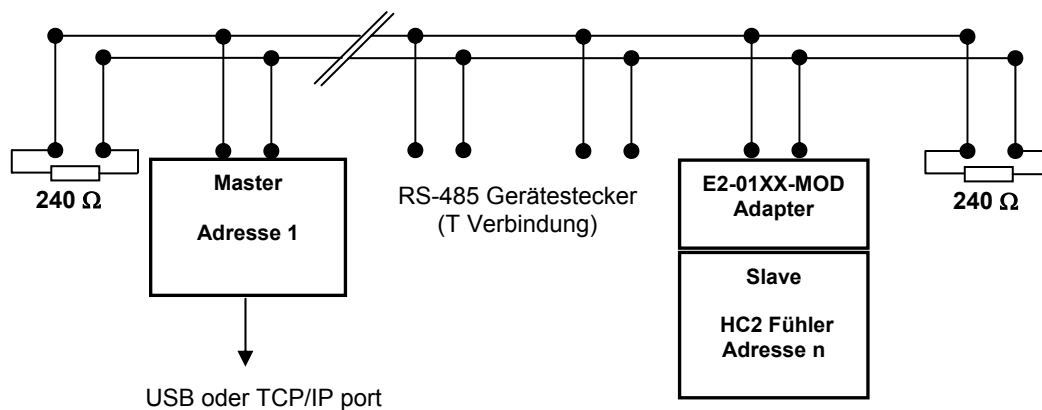 240 Ω
Master
Adresse 1
USB oder TCP/IP port
RS-485 Gerätestecker
(T Verbindung)
E2-01XX-MOD
Adapter
Slave
HC2 Fühler
Adresse n
240 Ω